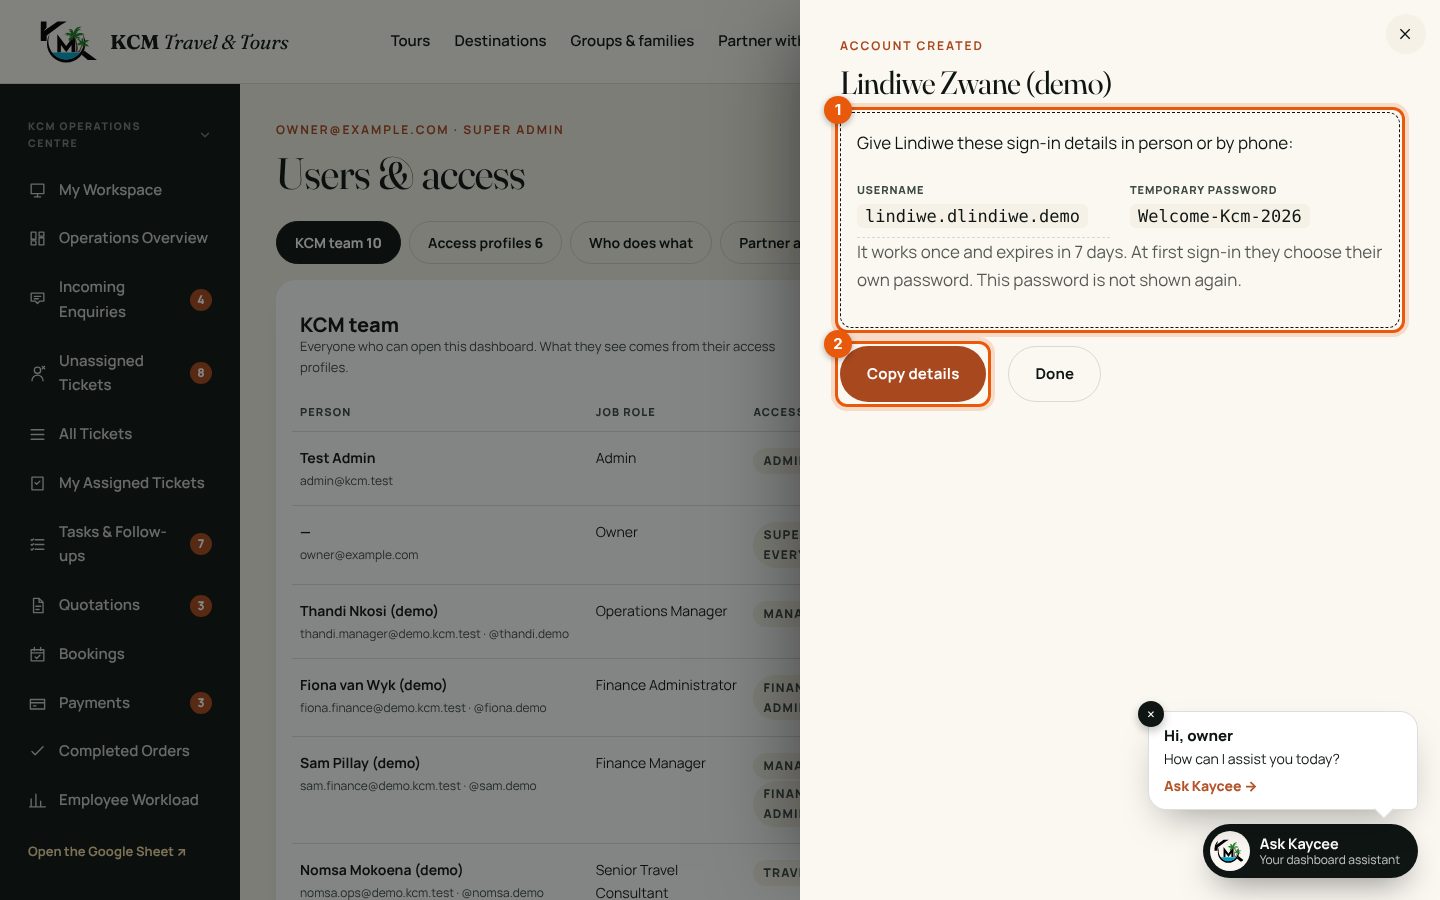 KCM Travel & Tours
Tours
Destinations
Groups & families
Partner with
KCM OPERATIONS
CENTRE
My Workspace
Operations Overview
Incoming
Enquiries
4
Unassigned
Tickets
8
All Tickets
My Assigned Tickets
Tasks & Follow-
ups
7
Quotations
3
Bookings
Payments
3
Completed Orders
Employee Workload
Open the Google Sheet ↗
OWNER@EXAMPLE.COM · SUPER ADMIN
Users & access
KCM team 10
Access profiles 6
Who does what
Partner a
KCM team
Everyone who can open this dashboard. What they see comes from their access
profiles.
PERSON
JOB ROLE
ACCESS
Test Admin
admin@kcm.test
Admin
ADMI
—
owner@example.com
Owner
SUPE
EVERY
Thandi Nkosi (demo)
thandi.manager@demo.kcm.test · @thandi.demo
Operations Manager
MANA
Fiona van Wyk (demo)
fiona.finance@demo.kcm.test · @fiona.demo
Finance Administrator
FINAN
ADMI
Sam Pillay (demo)
sam.finance@demo.kcm.test · @sam.demo
Finance Manager
MANA
FINAN
ADMI
Nomsa Mokoena (demo)
nomsa.ops@demo.kcm.test · @nomsa.demo
Senior Travel
Consultant
TRAV
×
ACCOUNT CREATED
Lindiwe Zwane (demo)
1
Give Lindiwe these sign-in details in person or by phone:
USERNAME
lindiwe.dlindiwe.demo
TEMPORARY PASSWORD
Welcome-Kcm-2026
It works once and expires in 7 days. At first sign-in they choose their
own password. This password is not shown again.
2
Copy details
Done
×
Hi, owner
How can I assist you today?
Ask Kaycee →
Ask Kaycee
Your dashboard assistant